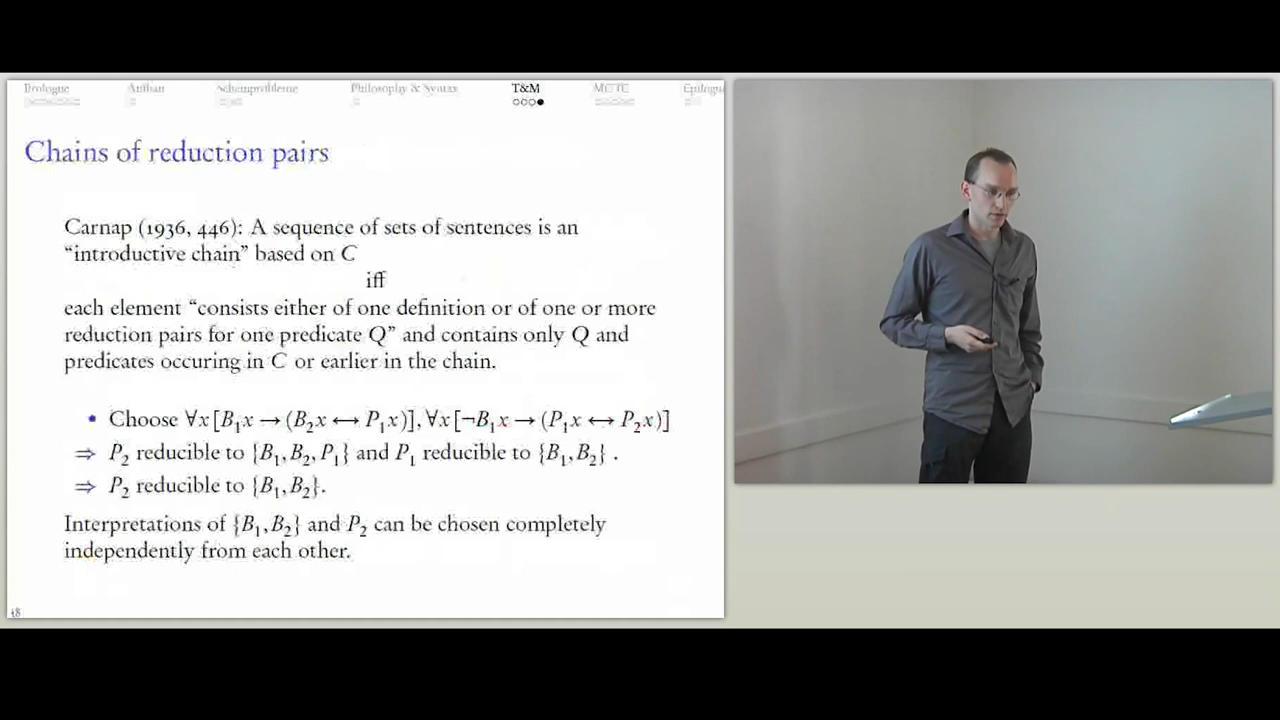 Prologue Aufbau Scheinprobleme Philosophy & Syntax T&M Epilogue
Chains of reduction pairs
Carnap (1936, 446): A sequence of sets of sentences is an
“introductive chain” based on C
iff
each element “consists either of one definition or of one or more
reduction pairs for one predicate Q” and contains only Q and
predicates occuring in C or earlier in the chain.
• Choose ∀x[B₁x → (B₂x ↔ P₁x)], ∀x[¬B₁x → (P₁x ↔ P₂x)]
⇒ P₂ reducible to {B₁, B₂, P₁} and P₁ reducible to {B₁, B₂} .
⇒ P₂ reducible to {B₁, B₂}.
Interpretations of {B₁, B₂} and P₂ can be chosen completely
independently from each other.
18